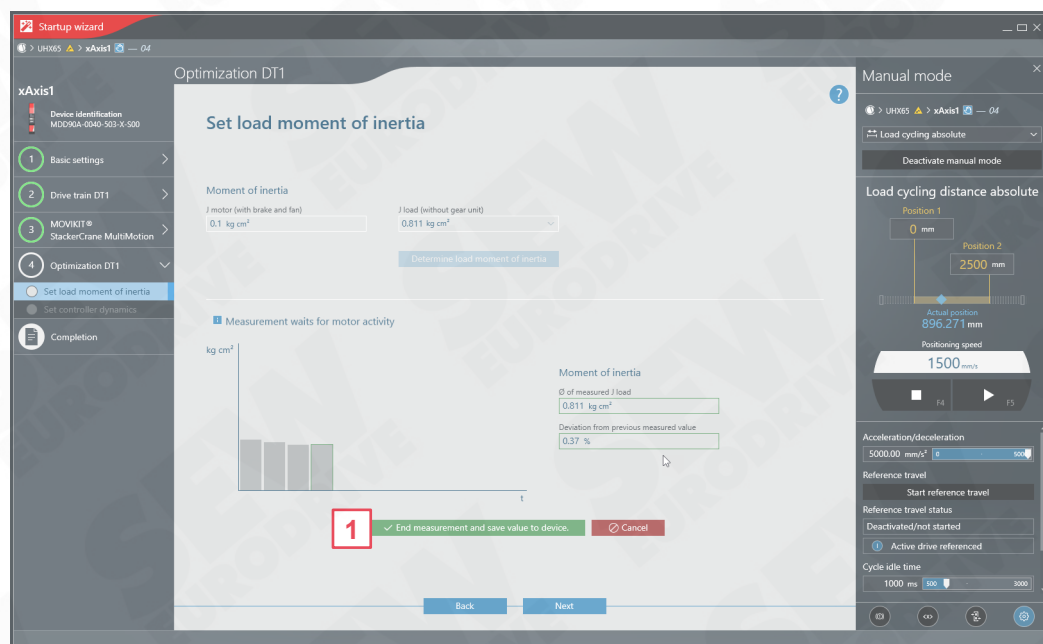 Startup wizard
> UHX65 > xAxis1 — 04
xAxis1
Device identification
MDD90A-0040-503-X-S00
1 Basic settings
2 Drive train DT1
3 MOVIKIT®
StackerCrane MultiMotion
4 Optimization DT1
Set load moment of inertia
Set controller dynamics
Completion
Optimization DT1
?
Set load moment of inertia
Moment of inertia
J motor (with brake and fan)
0.1 kg cm²
J load (without gear unit)
0.811 kg cm²
Determine load moment of inertia
Measurement waits for motor activity
kg cm²
t
Moment of inertia
Ø of measured J load
0.811 kg cm²
Deviation from previous measured value
0.37 %
1
End measurement and save value to device.
Cancel
Back
Next
Manual mode
> UHX65 > xAxis1 — 04
Load cycling absolute
Deactivate manual mode
Load cycling distance absolute
Position 1
0 mm
Position 2
2500 mm
Actual position
896.271 mm
Positioning speed
1500 mm/s
F4
F5
Acceleration/deceleration
5000.00 mm/s² 0 5000
Reference travel
Start reference travel
Reference travel status
Deactivated/not started
Active drive referenced
Cycle idle time
1000 ms 500 3000
SEW
EURODRIVE